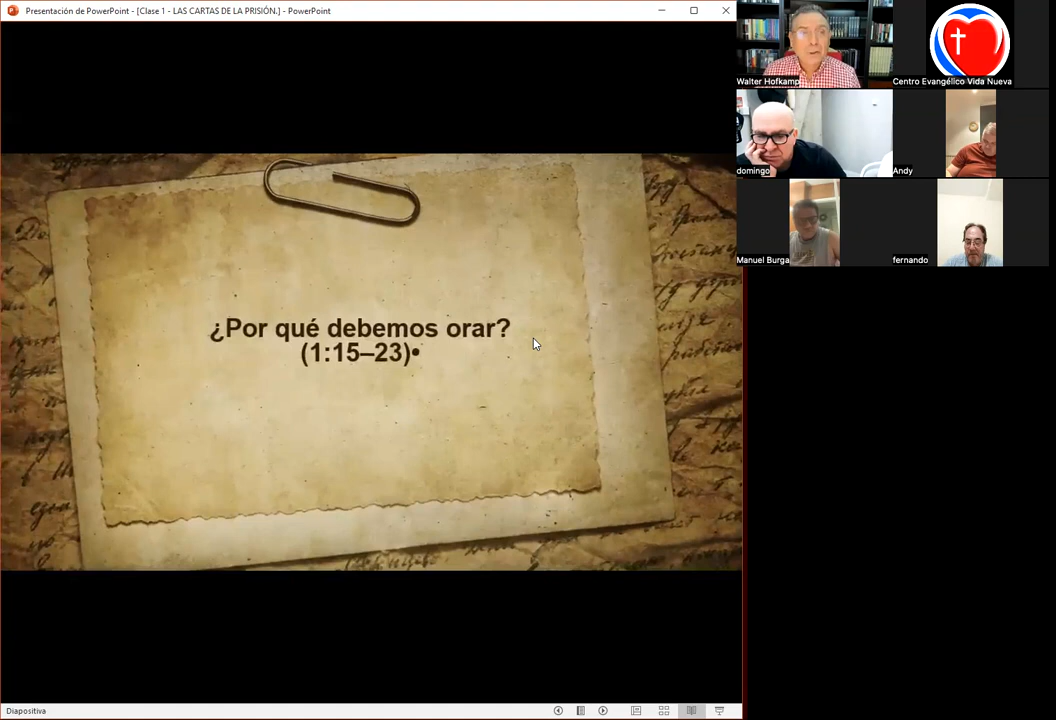 Presentación de PowerPoint - [Clase 1 - LAS CARTAS DE LA PRISIÓN.] - PowerPoint
¿Por qué debemos orar?
(1:15–23)•
Diapositiva
Walter Hofkamp
Centro Evangélico Vida Nueva
domingo
Andy
Manuel Burga
fernando